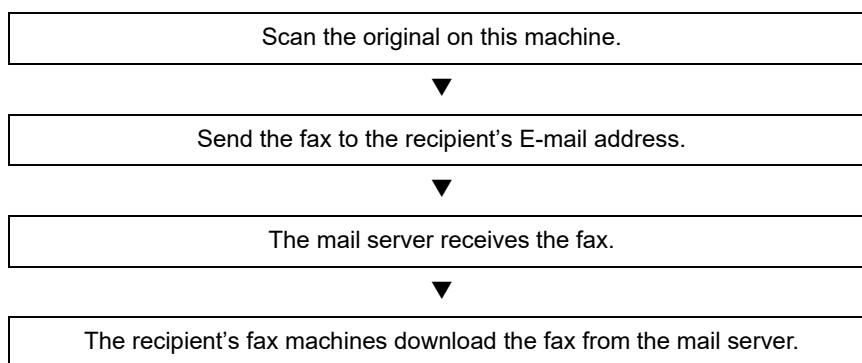 Scan the original on this machine.
Send the fax to the recipient’s E-mail address.
The mail server receives the fax.
The recipient’s fax machines download the fax from the mail server.